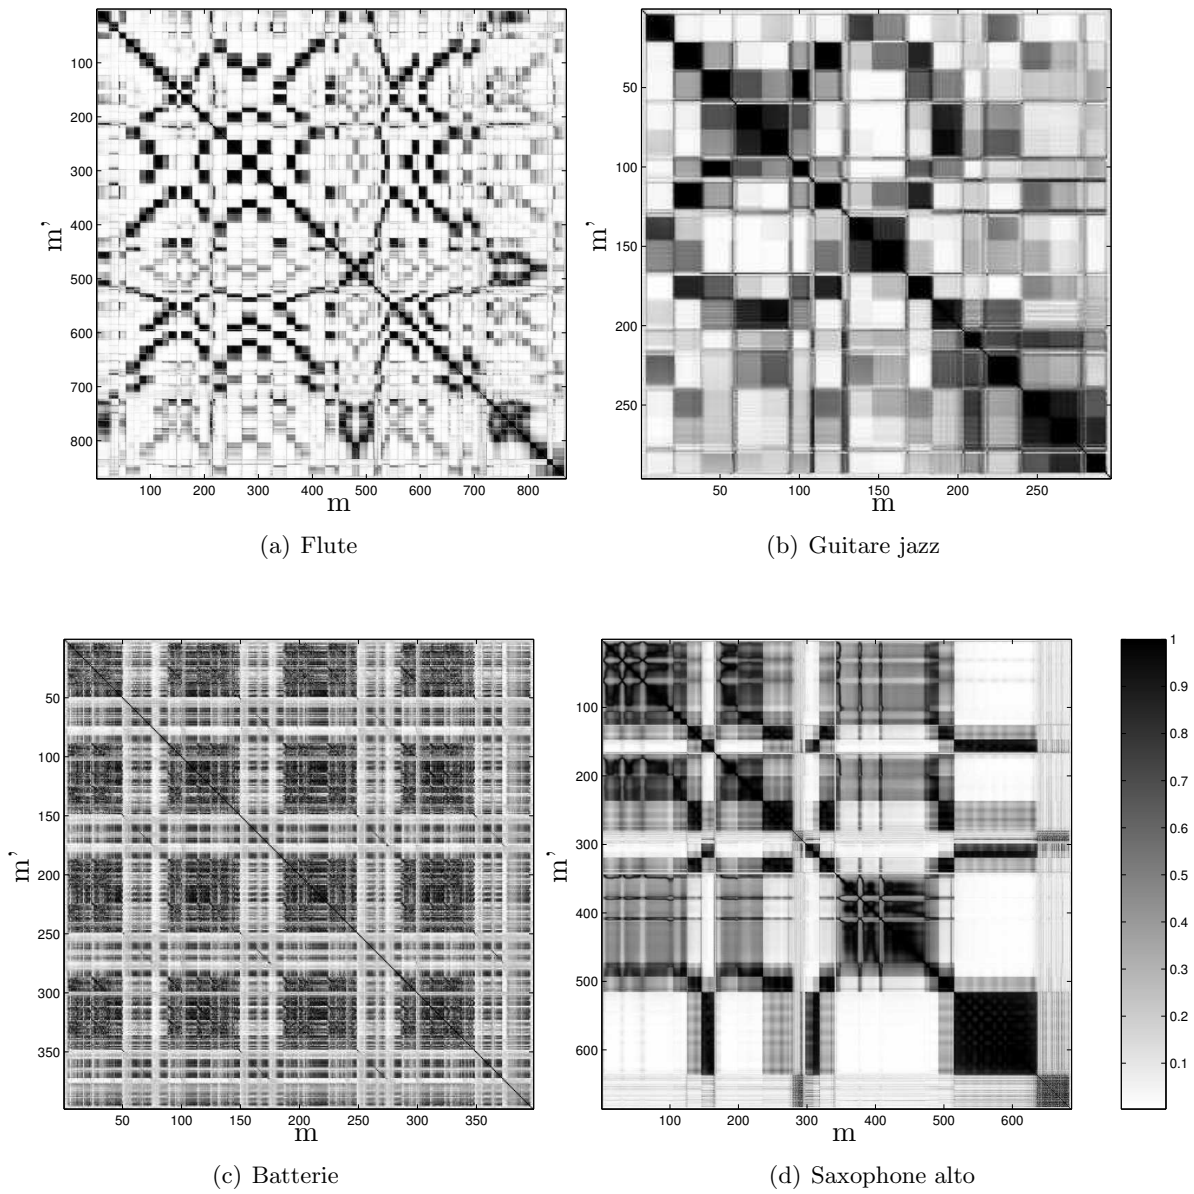 100
200
300
400
500
600
700
800
m'
100 200 300 400 500 600 700 800
m
(a) Flute
50
100
150
200
250
m'
50 100 150 200 250
m
(b) Guitare jazz
50
100
150
200
250
300
350
m'
50 100 150 200 250 300 350
m
(c) Batterie
100
200
300
400
500
600
m'
100 200 300 400 500 600
m
(d) Saxophone alto
1
0.9
0.8
0.7
0.6
0.5
0.4
0.3
0.2
0.1